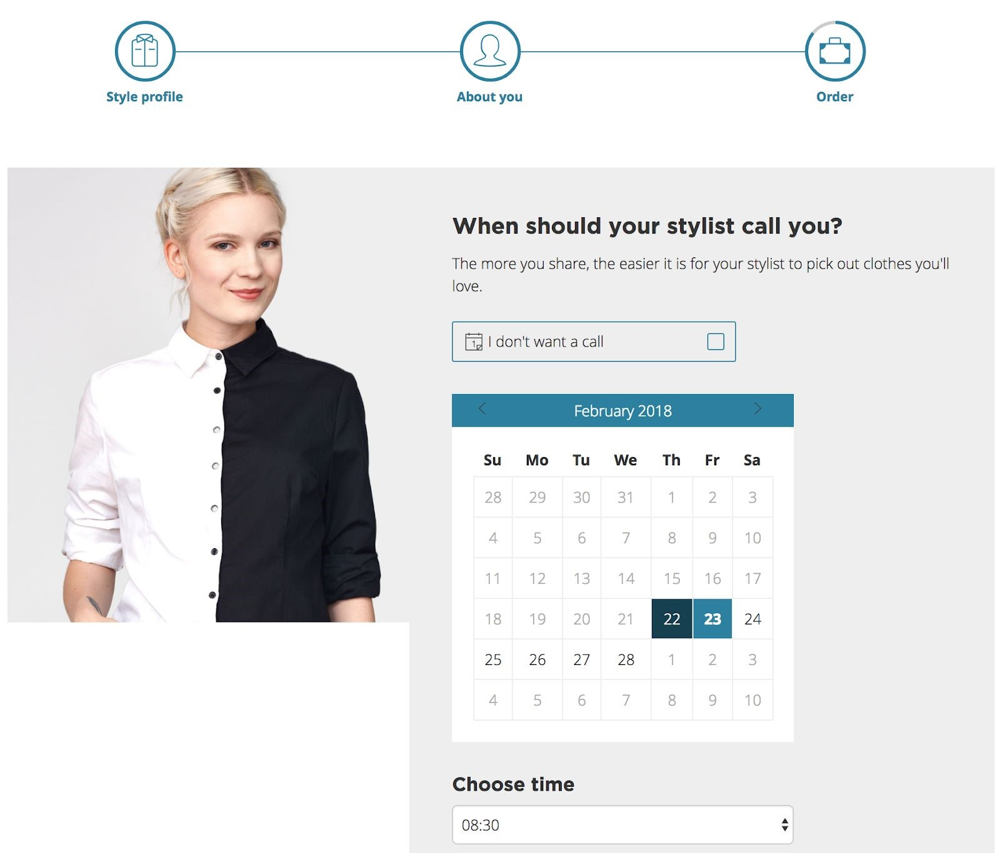 Style profile
About you
Order
When should your stylist call you?
The more you share, the easier it is for your stylist to pick out clothes you'll
love.
1 I don't want a call
February 2018
Su Mo Tu We Th Fr Sa
28 29 30 31 1 2 3
4 5 6 7 8 9 10
11 12 13 14 15 16 17
18 19 20 21 22 23 24
25 26 27 28 1 2 3
4 5 6 7 8 9 10
Choose time
08:30